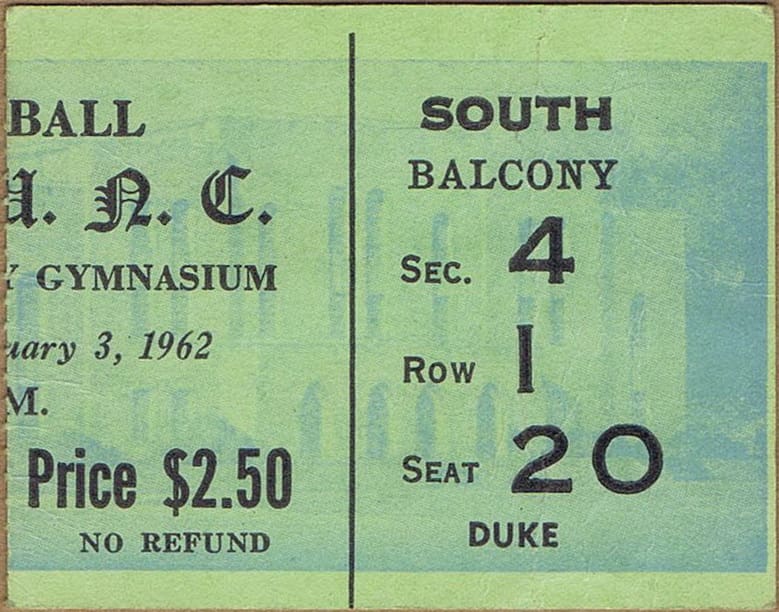 BALL
U. N. C.
Y GYMNASIUM
uary 3, 1962
M.
Price $2.50
NO REFUND
SOUTH
BALCONY
SEC. 4
ROW 1
SEAT 20
DUKE